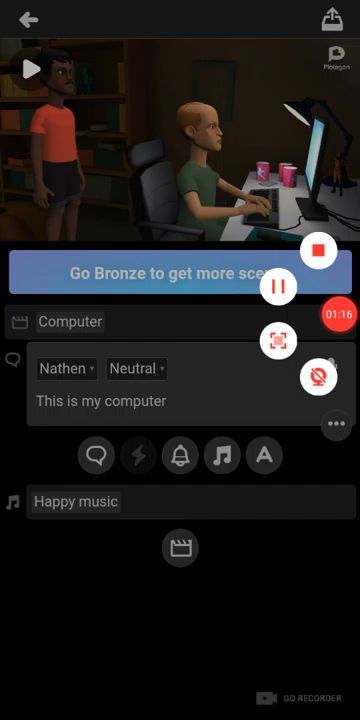 Plotagon
Go Bronze to get more sce
01:16
Computer
Nathen
Neutral
This is my computer
A
Happy music
GO RECORDER